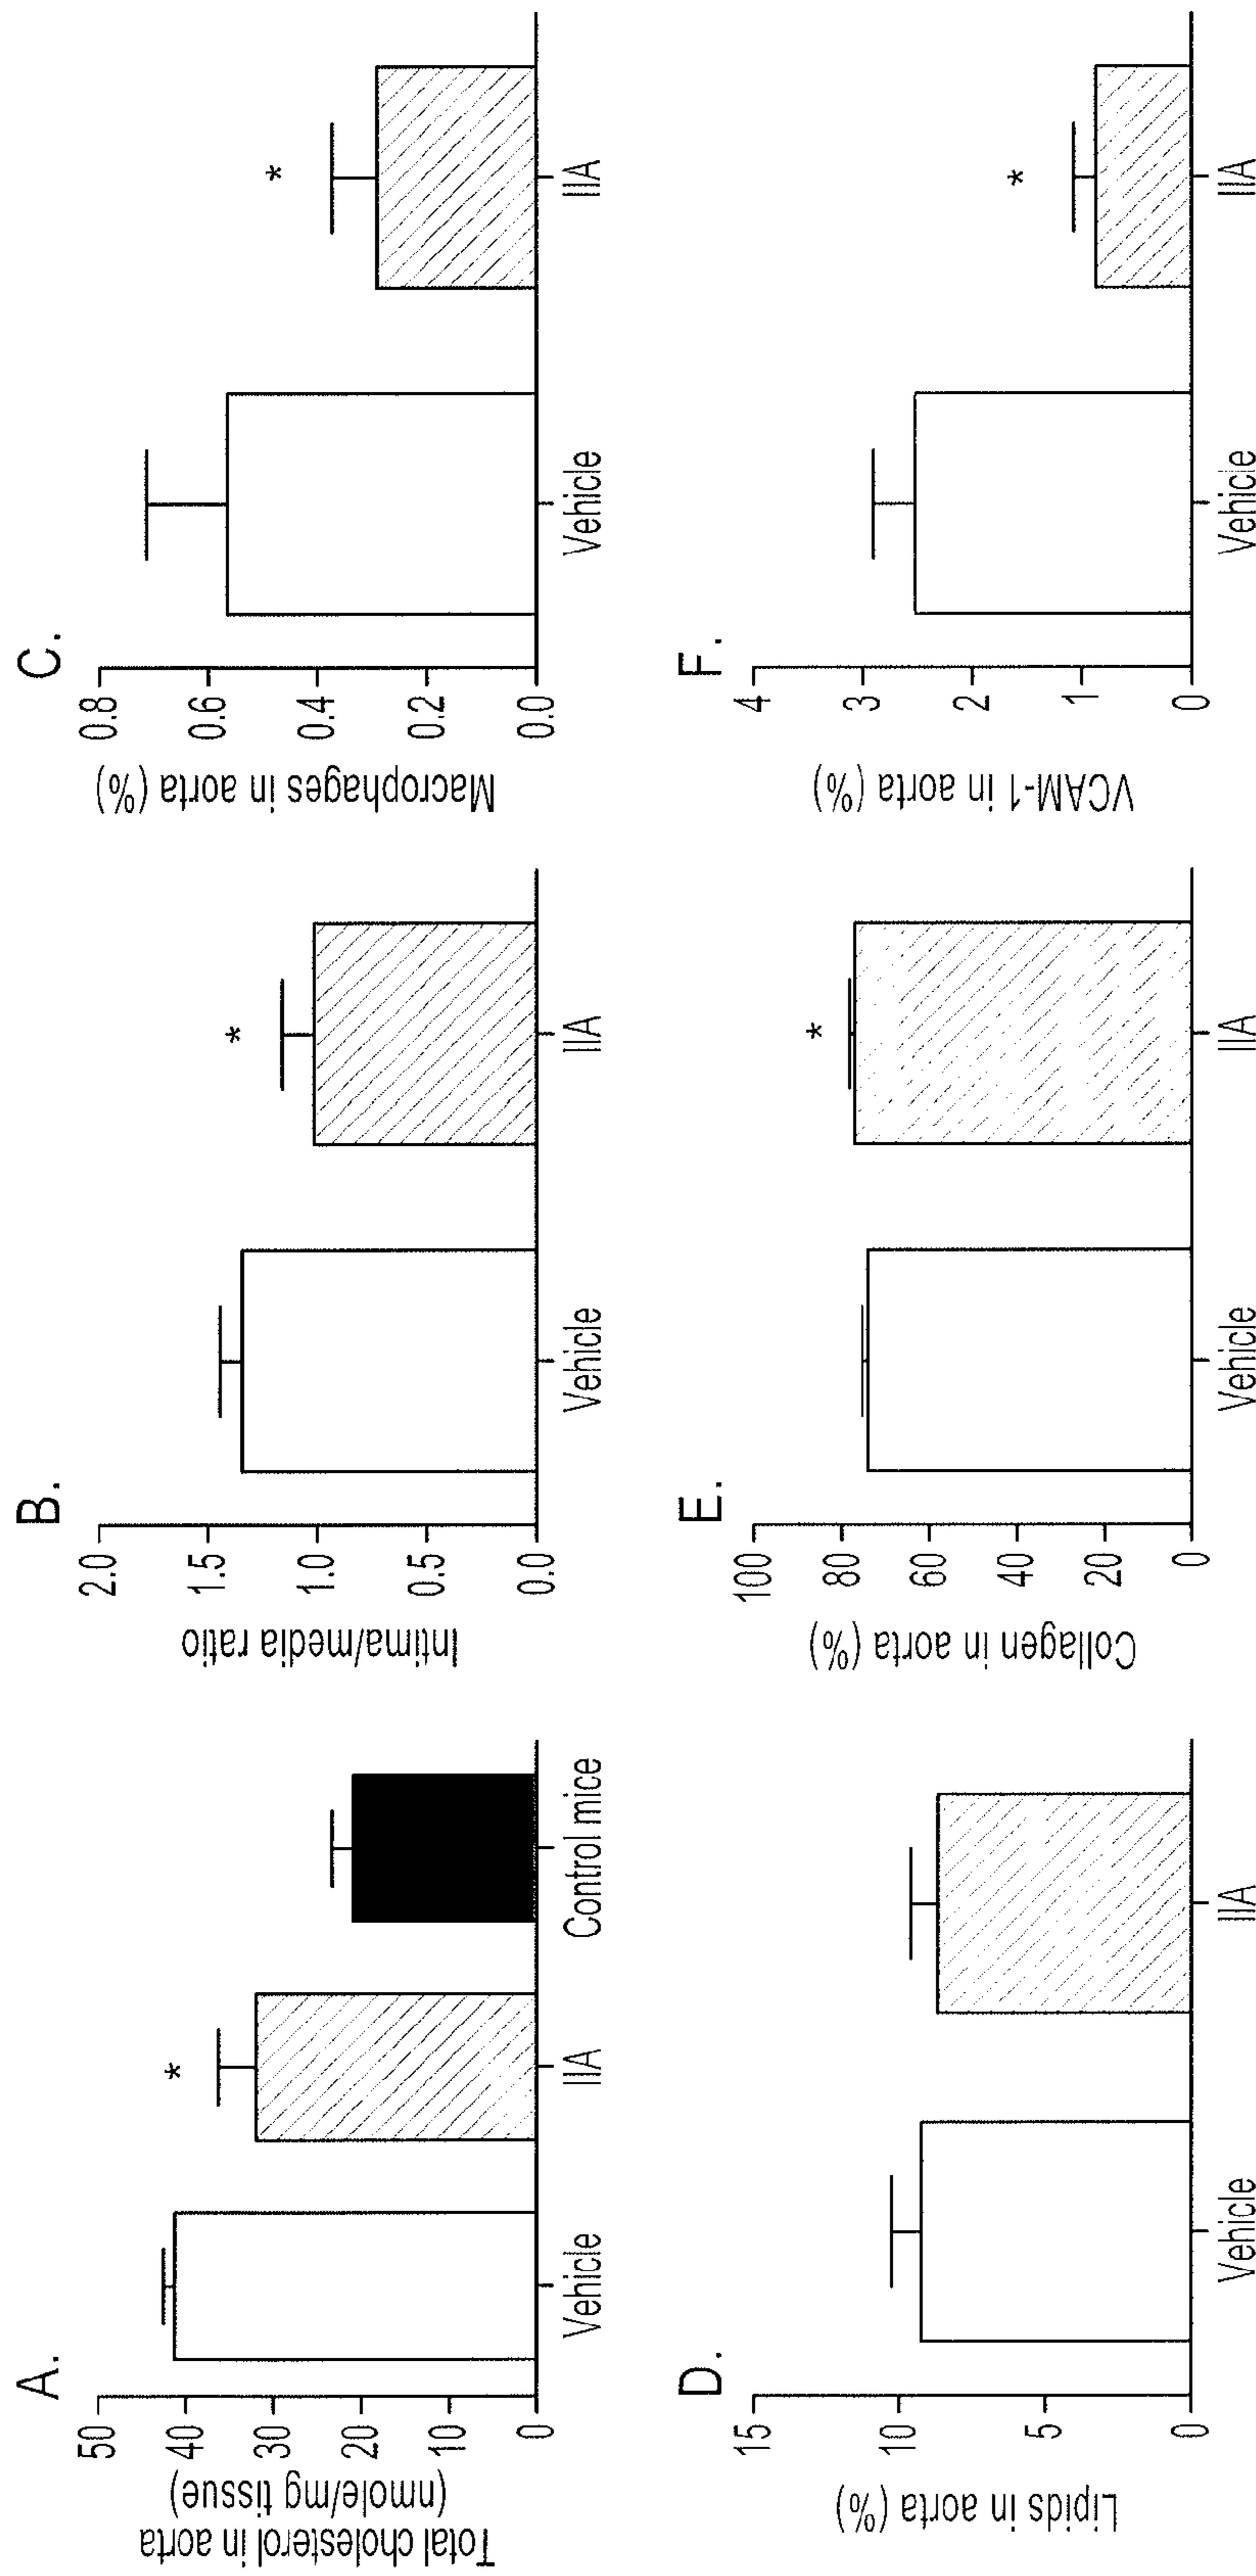 A.
Total cholesterol in aorta
(nmole/mg tissue)
50
40
30
20
10
0
*
Vehicle
IIA
Control mice
B.
Intima/media ratio
2.0
1.5
1.0
0.5
0.0
*
Vehicle
IIA
C.
Macrophages in aorta (%)
0.8
0.6
0.4
0.2
0.0
*
Vehicle
IIA
D.
Lipids in aorta (%)
15
10
5
0
Vehicle
IIA
E.
Collagen in aorta (%)
100
80
60
40
20
0
*
Vehicle
IIA
F.
VCAM-1 in aorta (%)
4
3
2
1
0
*
Vehicle
IIA